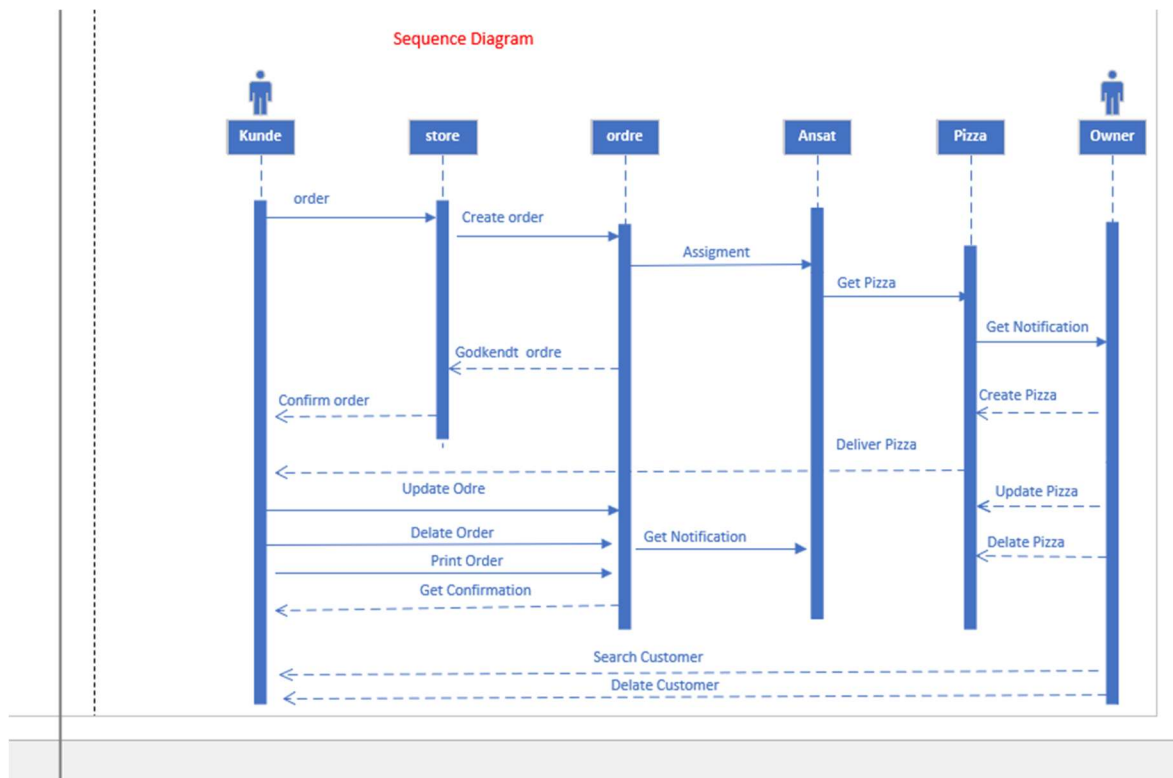 Sequence Diagram
Kunde
store
ordre
Ansat
Pizza
Owner
order
Create order
Assigment
Get Pizza
Get Notification
Godkendt ordre
Create Pizza
Confirm order
Deliver Pizza
Update Odre
Update Pizza
Delate Order
Get Notification
Delate Pizza
Print Order
Get Confirmation
Search Customer
Delate Customer